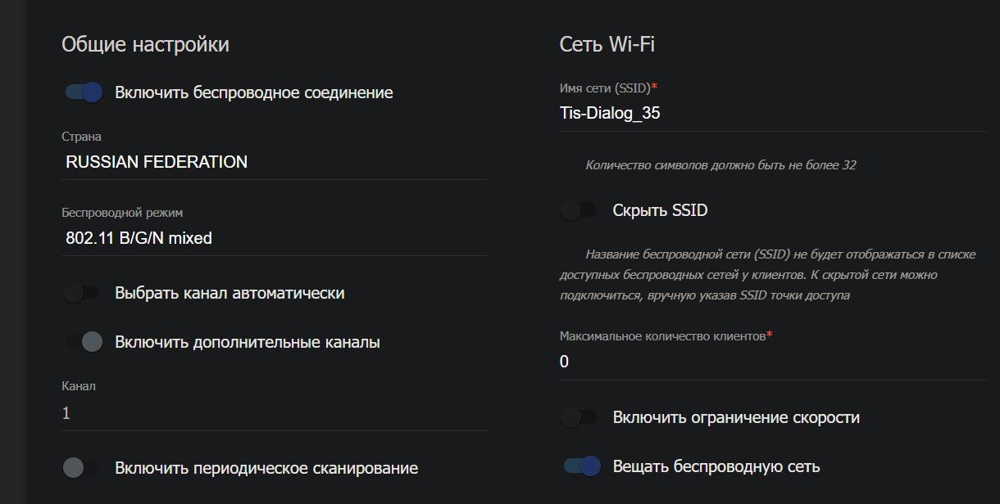 Общие настройки
Включить беспроводное соединение
Страна
RUSSIAN FEDERATION
Беспроводной режим
802.11 B/G/N mixed
Выбрать канал автоматически
Включить дополнительные каналы
Канал
1
Включить периодическое сканирование
Сеть Wi-Fi
Имя сети (SSID)*
Tis-Dialog_35
Количество символов должно быть не более 32
Скрыть SSID
Название беспроводной сети (SSID) не будет отображаться в списке
доступных беспроводных сетей у клиентов. К скрытой сети можно
подключиться, вручную указав SSID точки доступа
Максимальное количество клиентов*
0
Включить ограничение скорости
Вещать беспроводную сеть